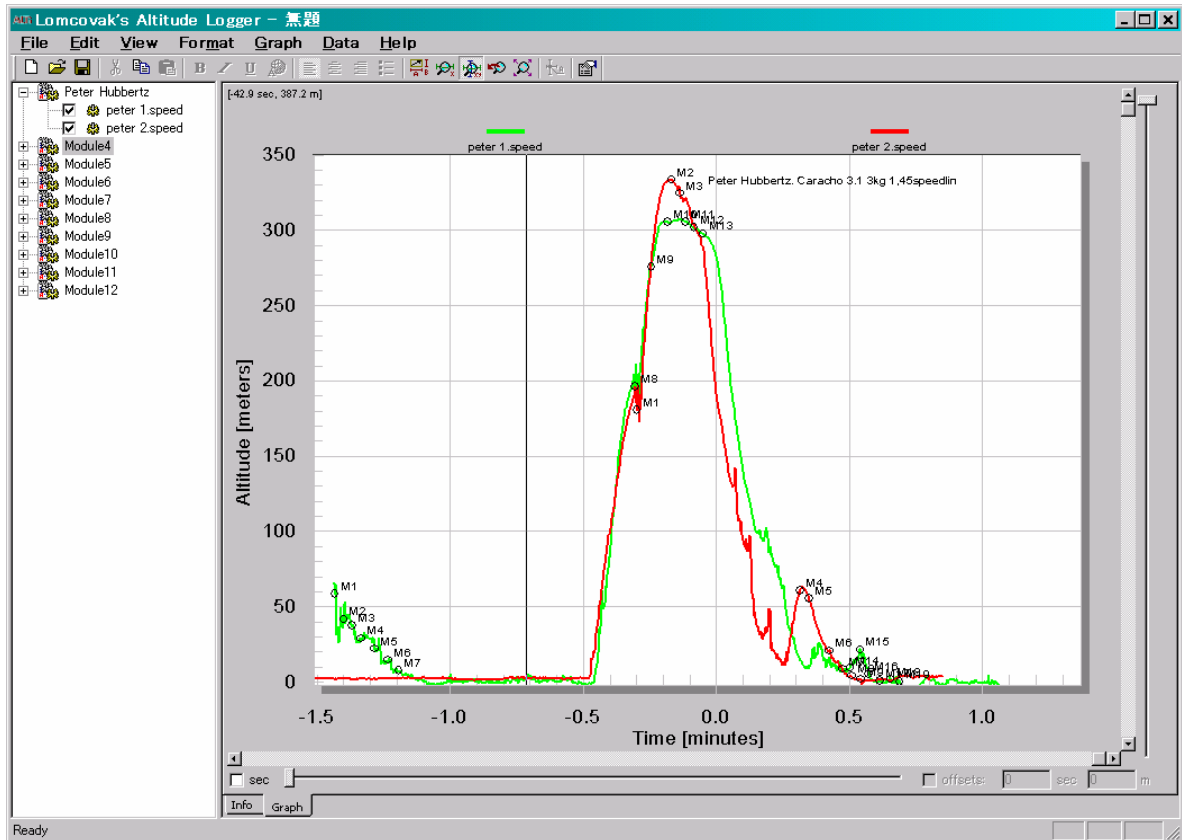 Lomcovak's Altitude Logger - 無題
File Edit View Format Graph Data Help
Peter Hubbertz
peter 1.speed
peter 2.speed
Module4
Module5
Module6
Module7
Module8
Module9
Module10
Module11
Module12
[-42.9 sec, 387.2 m]
peter 1.speed
peter 2.speed
Peter Hubbertz. Caracho 3.1 3kg 1,45speedlin
Altitude [meters]
350
300
250
200
150
100
50
0
M2
M3
M10
M11
M12
M13
M9
M8
M1
M1
M2
M3
M4
M5
M6
M7
M4
M5
M6
M15
M14
-1.5
-1.0
-0.5
0.0
0.5
1.0
Time [minutes]
sec
offsets: 0 sec 0 m
Info Graph
Ready